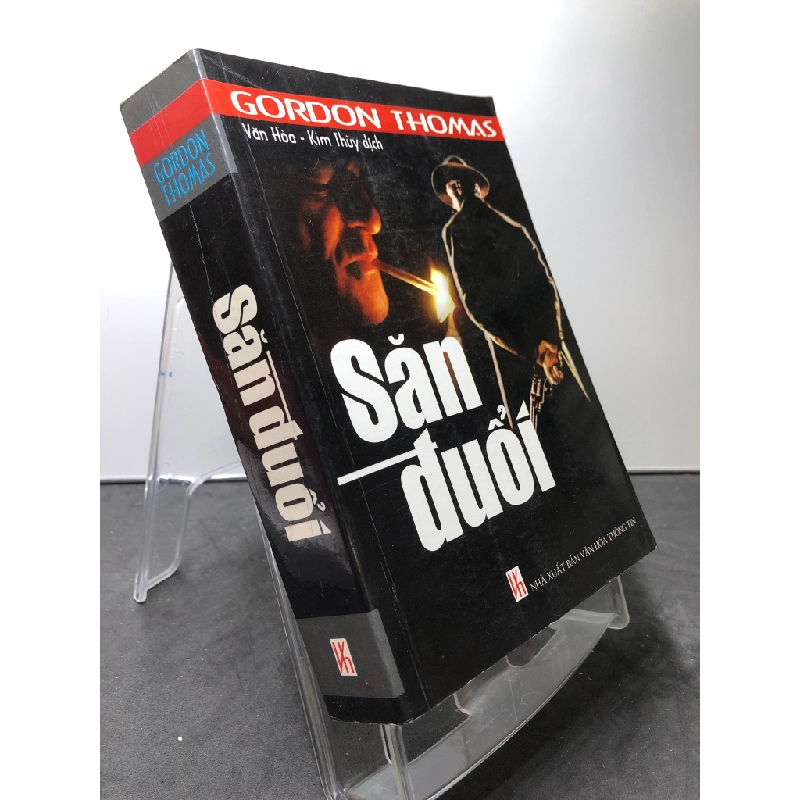 GORDON THOMAS
Văn Hòa - Kim Thùy dịch
Săn
đuổi
NHÀ XUẤT BẢN VĂN HÓA THÔNG TIN
GORDON
THOMAS
Săn đuổi